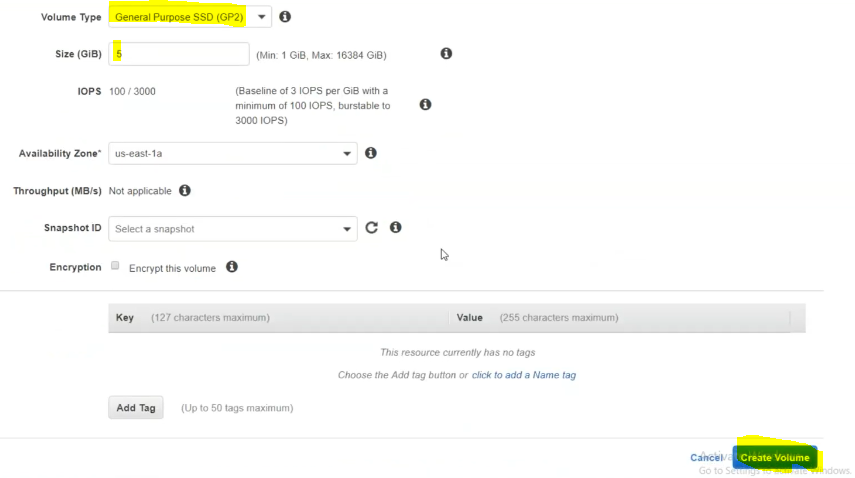 Volume Type General Purpose SSD (GP2)
Size (GiB) 5 (Min: 1 GiB, Max: 16384 GiB)
IOPS 100 / 3000 (Baseline of 3 IOPS per GiB with a
minimum of 100 IOPS, burstable to
3000 IOPS)
Availability Zone* us-east-1a
Throughput (MB/s) Not applicable
Snapshot ID Select a snapshot
Encryption Encrypt this volume
Key (127 characters maximum) Value (255 characters maximum)
This resource currently has no tags
Choose the Add tag button or click to add a Name tag
Add Tag (Up to 50 tags maximum)
Cancel Create Volume
Go to Settings to activate Windows.